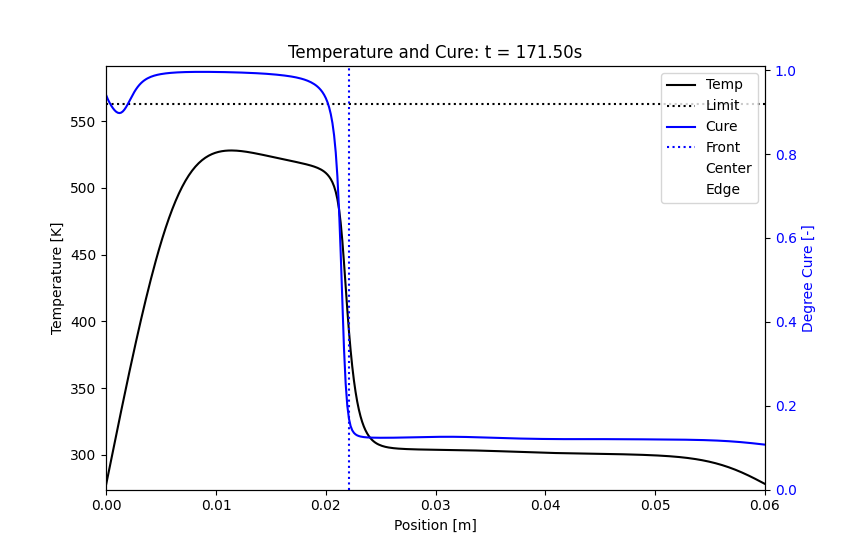 Temperature and Cure: t = 171.50s
Temp
Limit
Cure
Front
Center
Edge
550
500
450
400
350
300
Temperature [K]
1.0
0.8
0.6
0.4
0.2
0.0
Degree Cure [-]
0.00
0.01
0.02
0.03
0.04
0.05
0.06
Position [m]